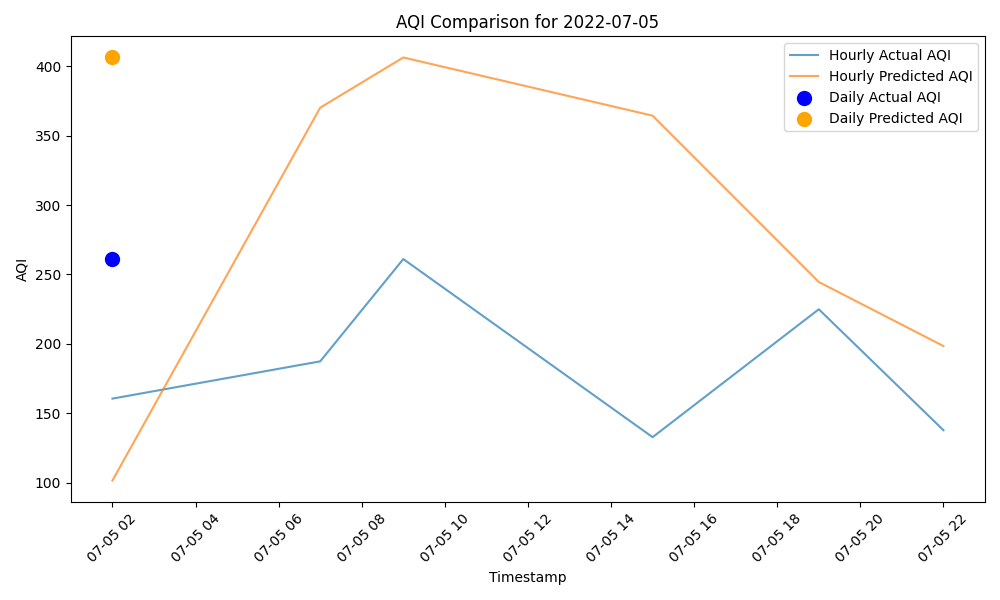 AQI Comparison for 2022-07-05
Hourly Actual AQI
Hourly Predicted AQI
Daily Actual AQI
Daily Predicted AQI
AQI
400
350
300
250
200
150
100
07-05 02
07-05 04
07-05 06
07-05 08
07-05 10
07-05 12
07-05 14
07-05 16
07-05 18
07-05 20
07-05 22
Timestamp